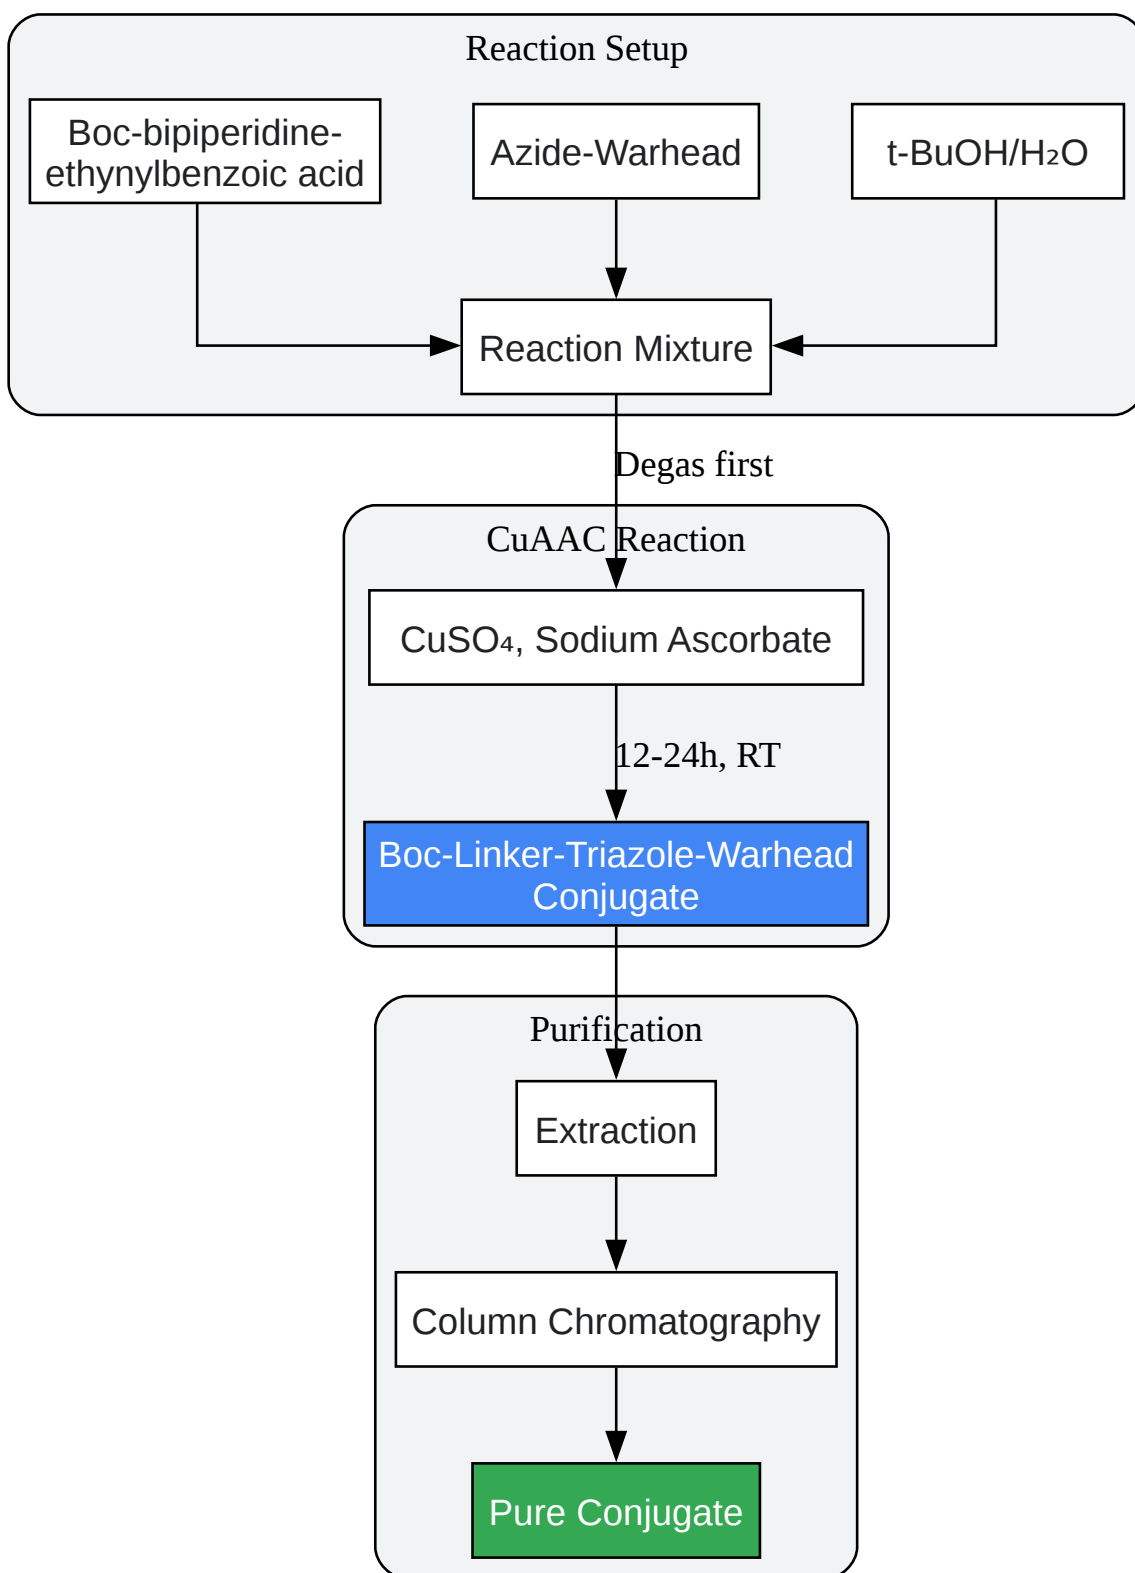 Reaction Setup
Boc-bipiperidine-
ethynylbenzoic acid
Azide-Warhead
t-BuOH/H₂O
Reaction Mixture
Degas first
CuAAC Reaction
CuSO₄, Sodium Ascorbate
12-24h, RT
Boc-Linker-Triazole-Warhead
Conjugate
Purification
Extraction
Column Chromatography
Pure Conjugate